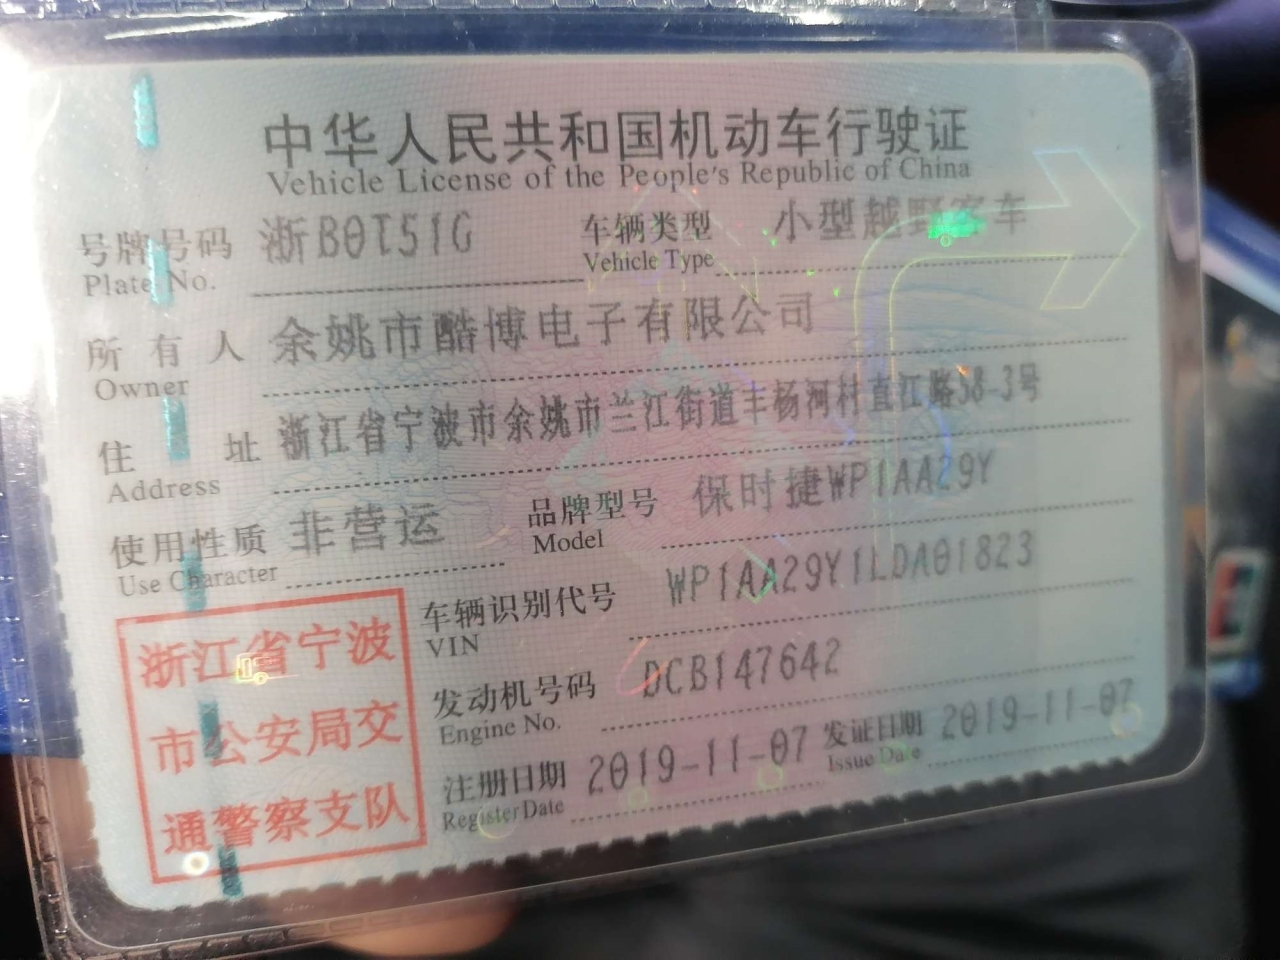 中华人民共和国机动车行驶证
Vehicle License of the People's Republic of China
号牌号码 浙B0T51G 车辆类型 小型越野客车
Plate No. Vehicle Type
所有人 余姚市酷博电子有限公司
Owner
住址 浙江省宁波市余姚市兰江街道丰杨河村直江路58-3号
Address
使用性质 非营运 品牌型号 保时捷WP1AA29Y
Use Character Model
车辆识别代号 WP1AA29Y1LDA01823
VIN
发动机号码 DCB147642
Engine No.
注册日期 2019-11-07 发证日期 2019-11-07
Register Date Issue Date
浙江省宁波
市公安局交
通警察支队